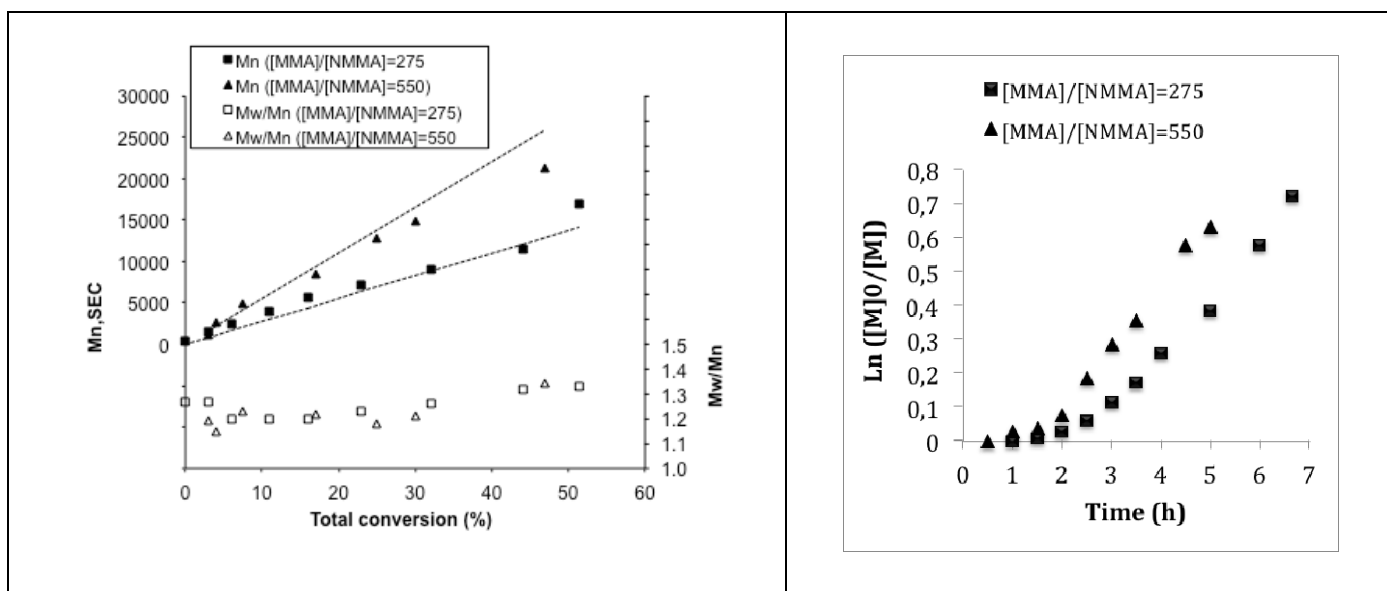 Mn ([MMA]/[NMMA]=275
Mn ([MMA]/[NMMA]=550)
Mw/Mn ([MMA]/[NMMA]=275)
Mw/Mn ([MMA]/[NMMA]=550
30000
25000
20000
15000
10000
5000
0
Mn,SEC
1.5
1.4
1.3
1.2
1.1
1.0
Mw/Mn
0 10 20 30 40 50 60
Total conversion (%)
[MMA]/[NMMA]=275
[MMA]/[NMMA]=550
0,8
0,7
0,6
0,5
0,4
0,3
0,2
0,1
0
Ln ([M]0/[M])
0 1 2 3 4 5 6 7
Time (h)